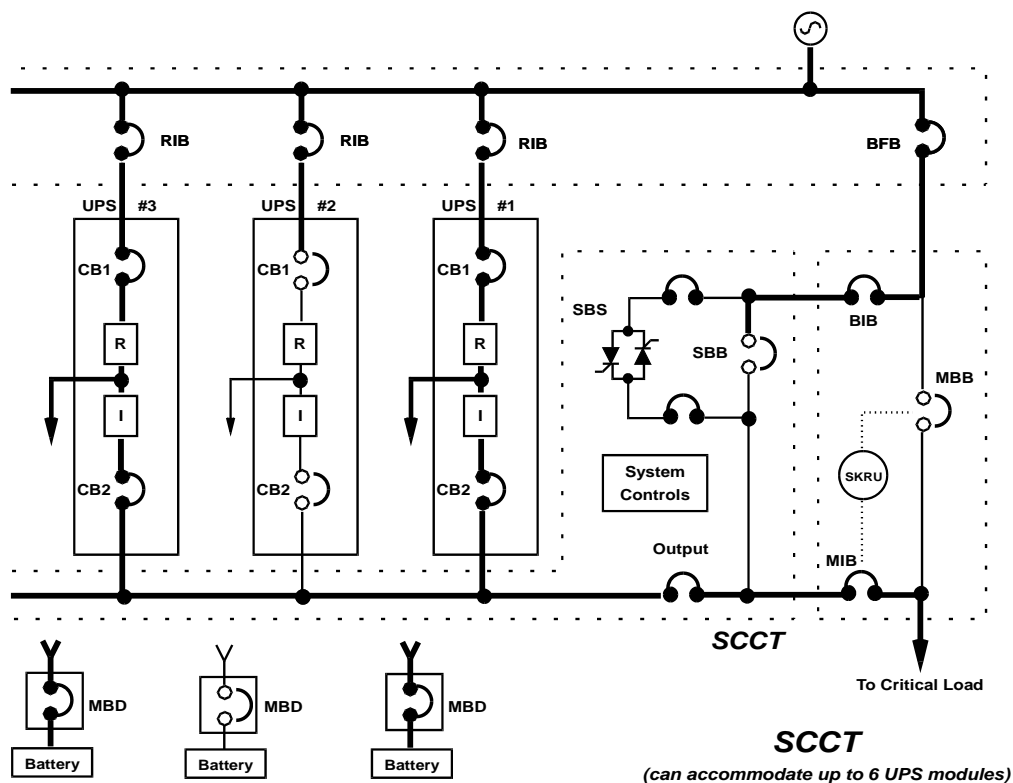 RIB RIB RIB BFB
UPS #3 UPS #2 UPS #1
CB1 CB1 CB1
SBS
BIB
R R R
SBB
MBB
I I I
System
Controls
SKRU
CB2 CB2 CB2
Output
MIB
SCCT
To Critical Load
MBD MBD MBD
Battery Battery Battery
SCCT
(can accommodate up to 6 UPS modules)